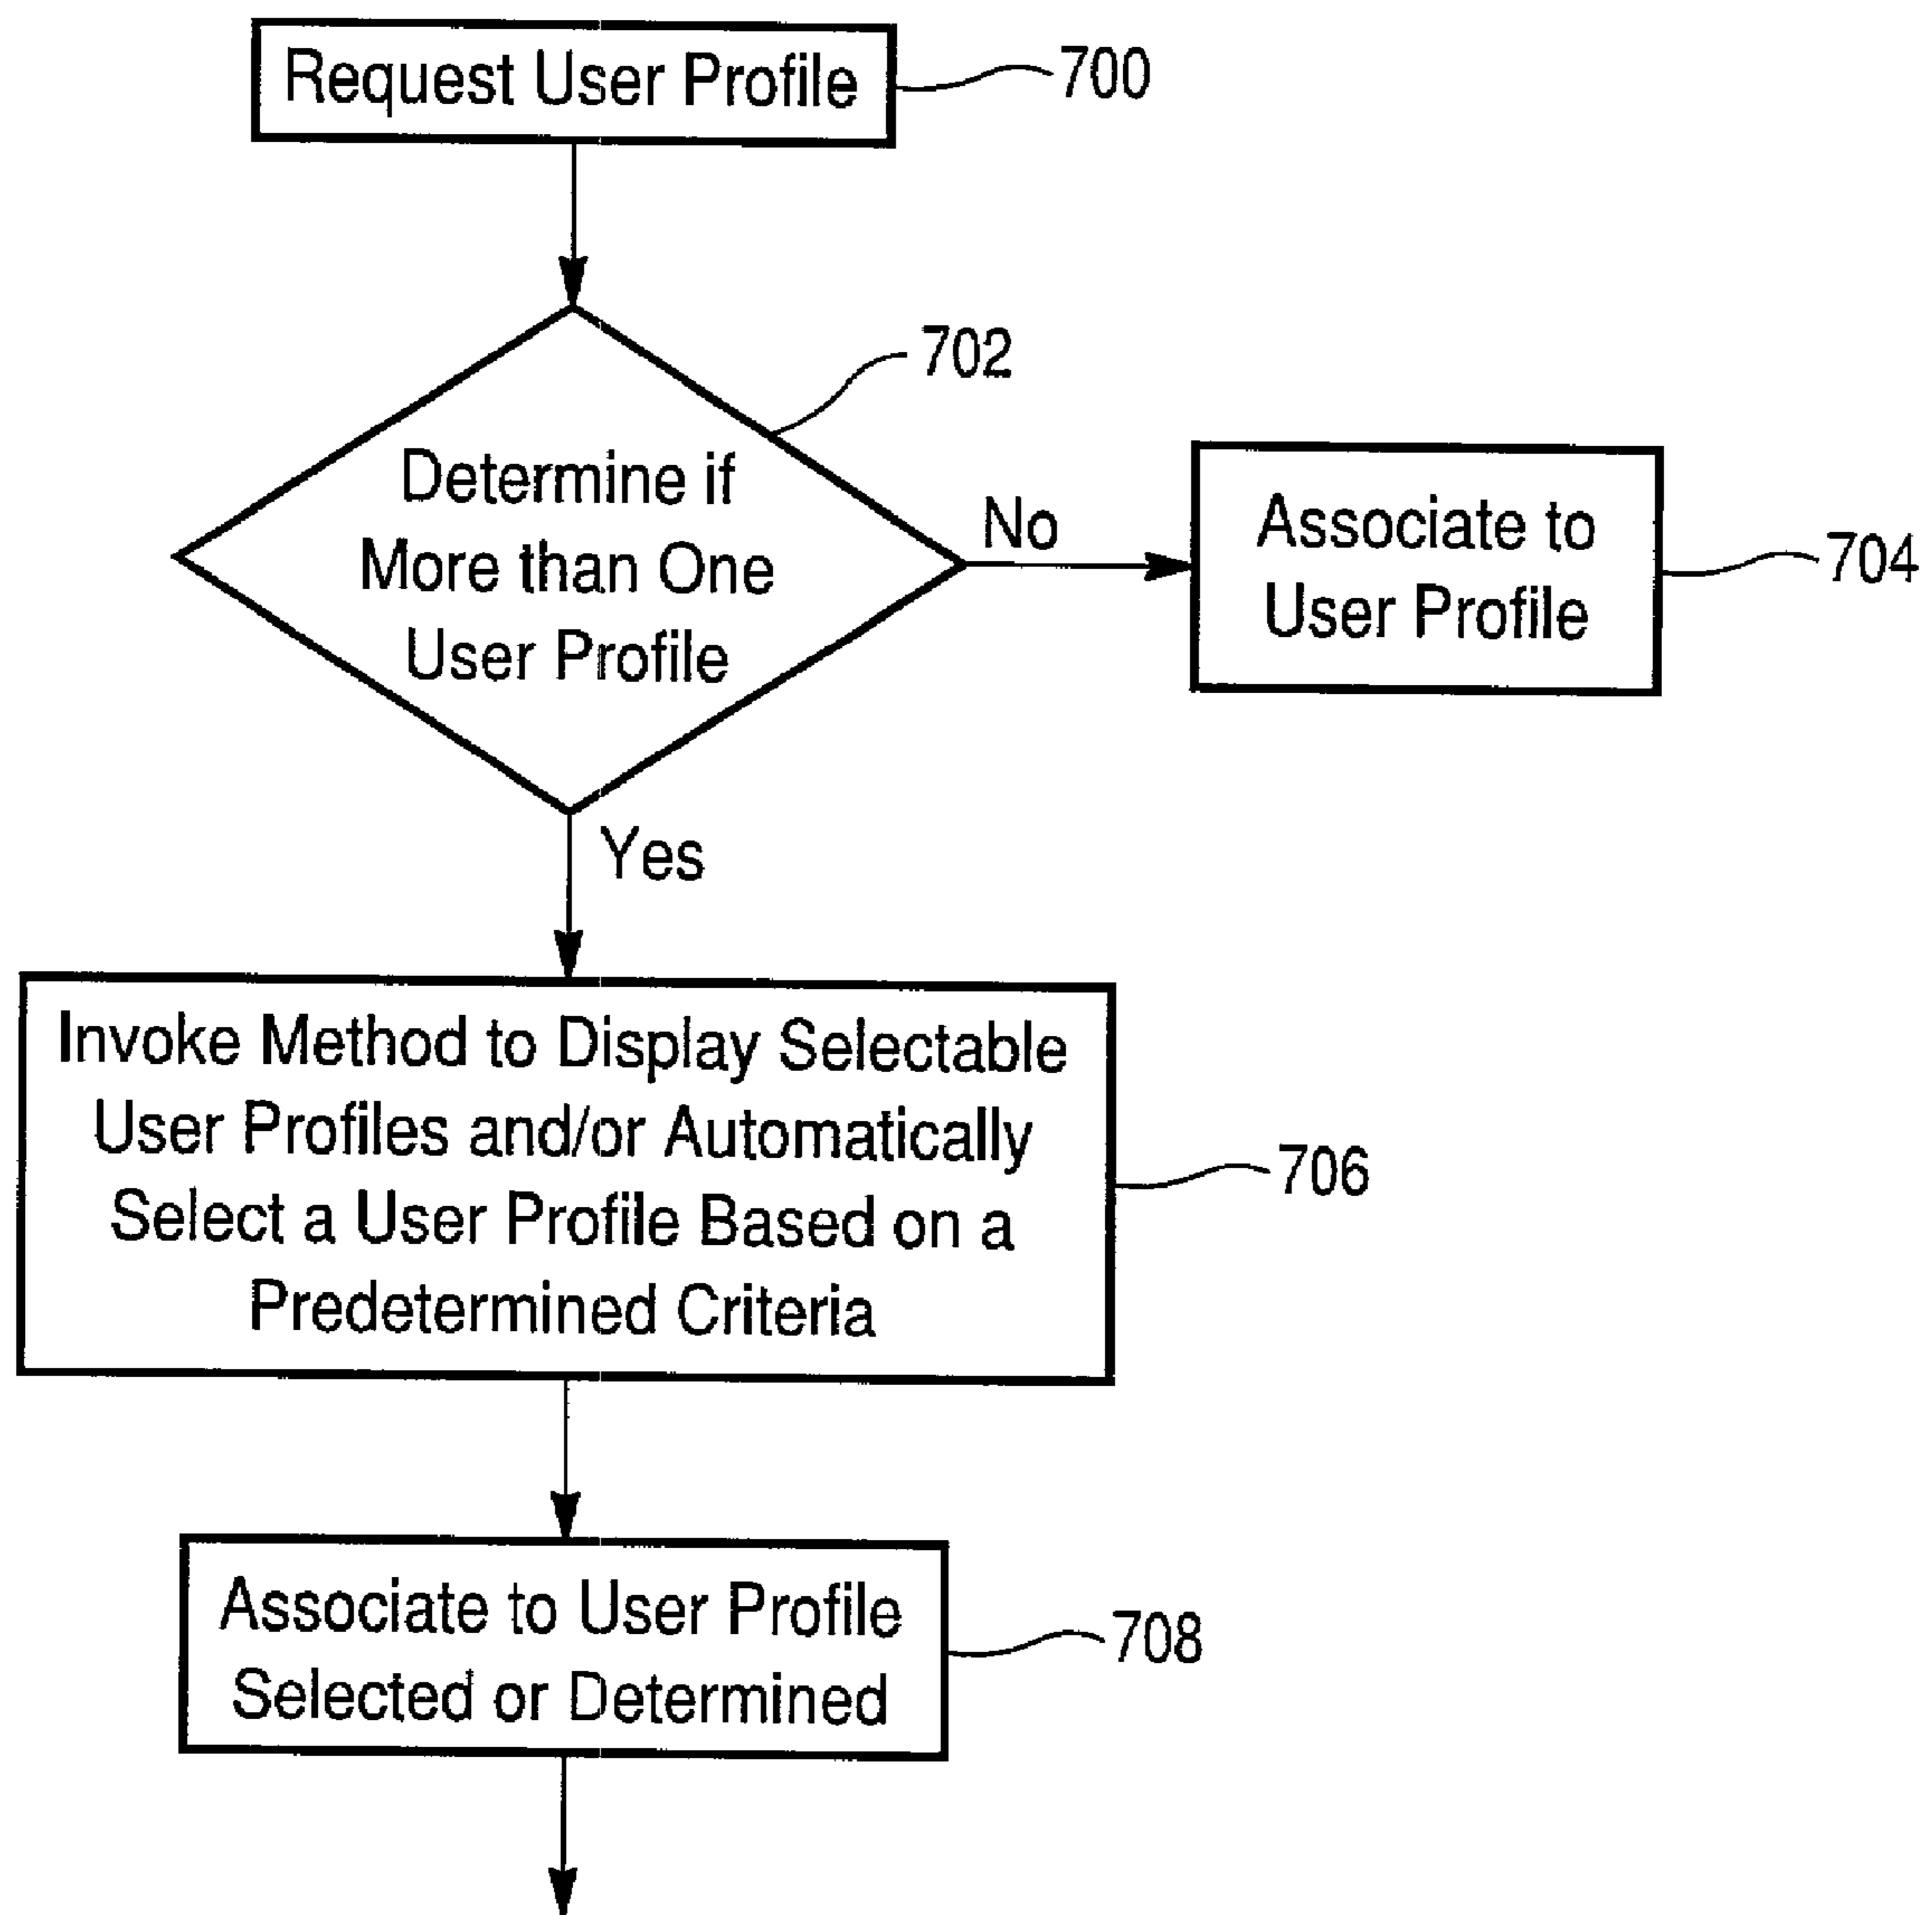 Request User Profile
700
702
Determine if
More than One
User Profile
No
Associate to
User Profile
704
Yes
Invoke Method to Display Selectable
User Profiles and/or Automatically
Select a User Profile Based on a
Predetermined Criteria
706
Associate to User Profile
Selected or Determined
708